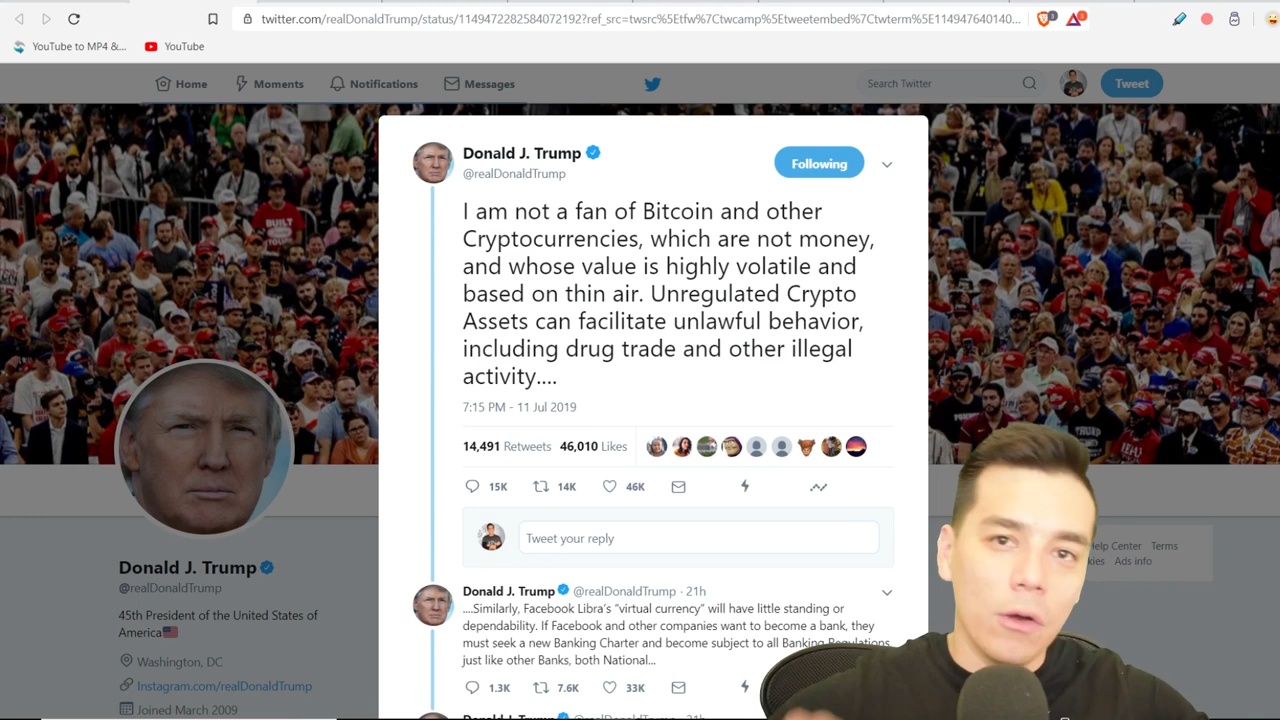 twitter.com/realDonaldTrump/status/1149472282584072192?ref_src=twsrc%5Etfw%7Ctwcamp%5Etweetembed%7Ctwterm%5E114947640140...
3
1
YouTube to MP4 &...
YouTube
Home
Moments
Notifications
Messages
Search Twitter
Tweet
Donald J. Trump
@realDonaldTrump
Following
I am not a fan of Bitcoin and other
Cryptocurrencies, which are not money,
and whose value is highly volatile and
based on thin air. Unregulated Crypto
Assets can facilitate unlawful behavior,
including drug trade and other illegal
activity....
7:15 PM - 11 Jul 2019
14,491 Retweets 46,010 Likes
15K 14K 46K
Tweet your reply
Donald J. Trump @realDonaldTrump · 21h
....Similarly, Facebook Libra's "virtual currency" will have little standing or
dependability. If Facebook and other companies want to become a bank, they
must seek a new Banking Charter and become subject to all Banking Regulations,
just like other Banks, both National...
1.3K 7.6K 33K
Donald J. Trump
@realDonaldTrump
45th President of the United States of
America
Washington, DC
Instagram.com/realDonaldTrump
Joined March 2009
Help Center Terms
kies Ads info
BUILT
TRUMP